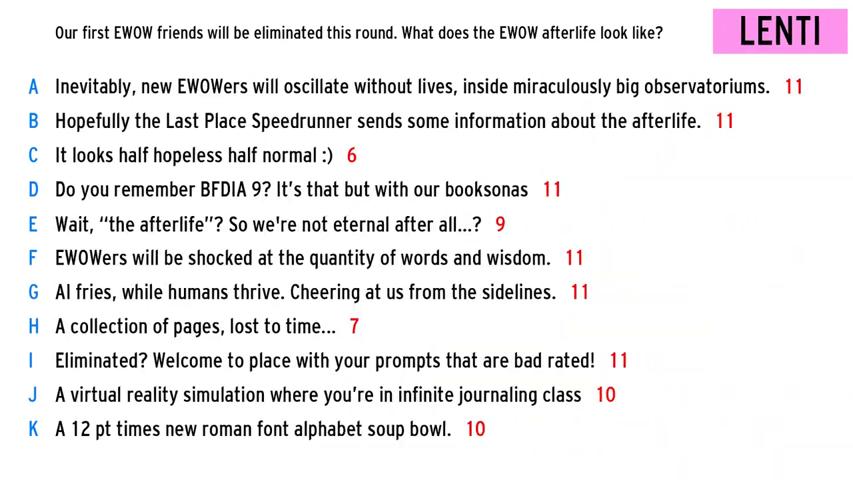 Our first EWOW friends will be eliminated this round. What does the EWOW afterlife look like?
LENTI
A Inevitably, new EWOWers will oscillate without lives, inside miraculously big observatoriums. 11
B Hopefully the Last Place Speedrunner sends some information about the afterlife. 11
C It looks half hopeless half normal :) 6
D Do you remember BFDIA 9? It's that but with our booksonas 11
E Wait, “the afterlife”? So we're not eternal after all...? 9
F EWOWers will be shocked at the quantity of words and wisdom. 11
G AI fries, while humans thrive. Cheering at us from the sidelines. 11
H A collection of pages, lost to time... 7
I Eliminated? Welcome to place with your prompts that are bad rated! 11
J A virtual reality simulation where you’re in infinite journaling class 10
K A 12 pt times new roman font alphabet soup bowl. 10